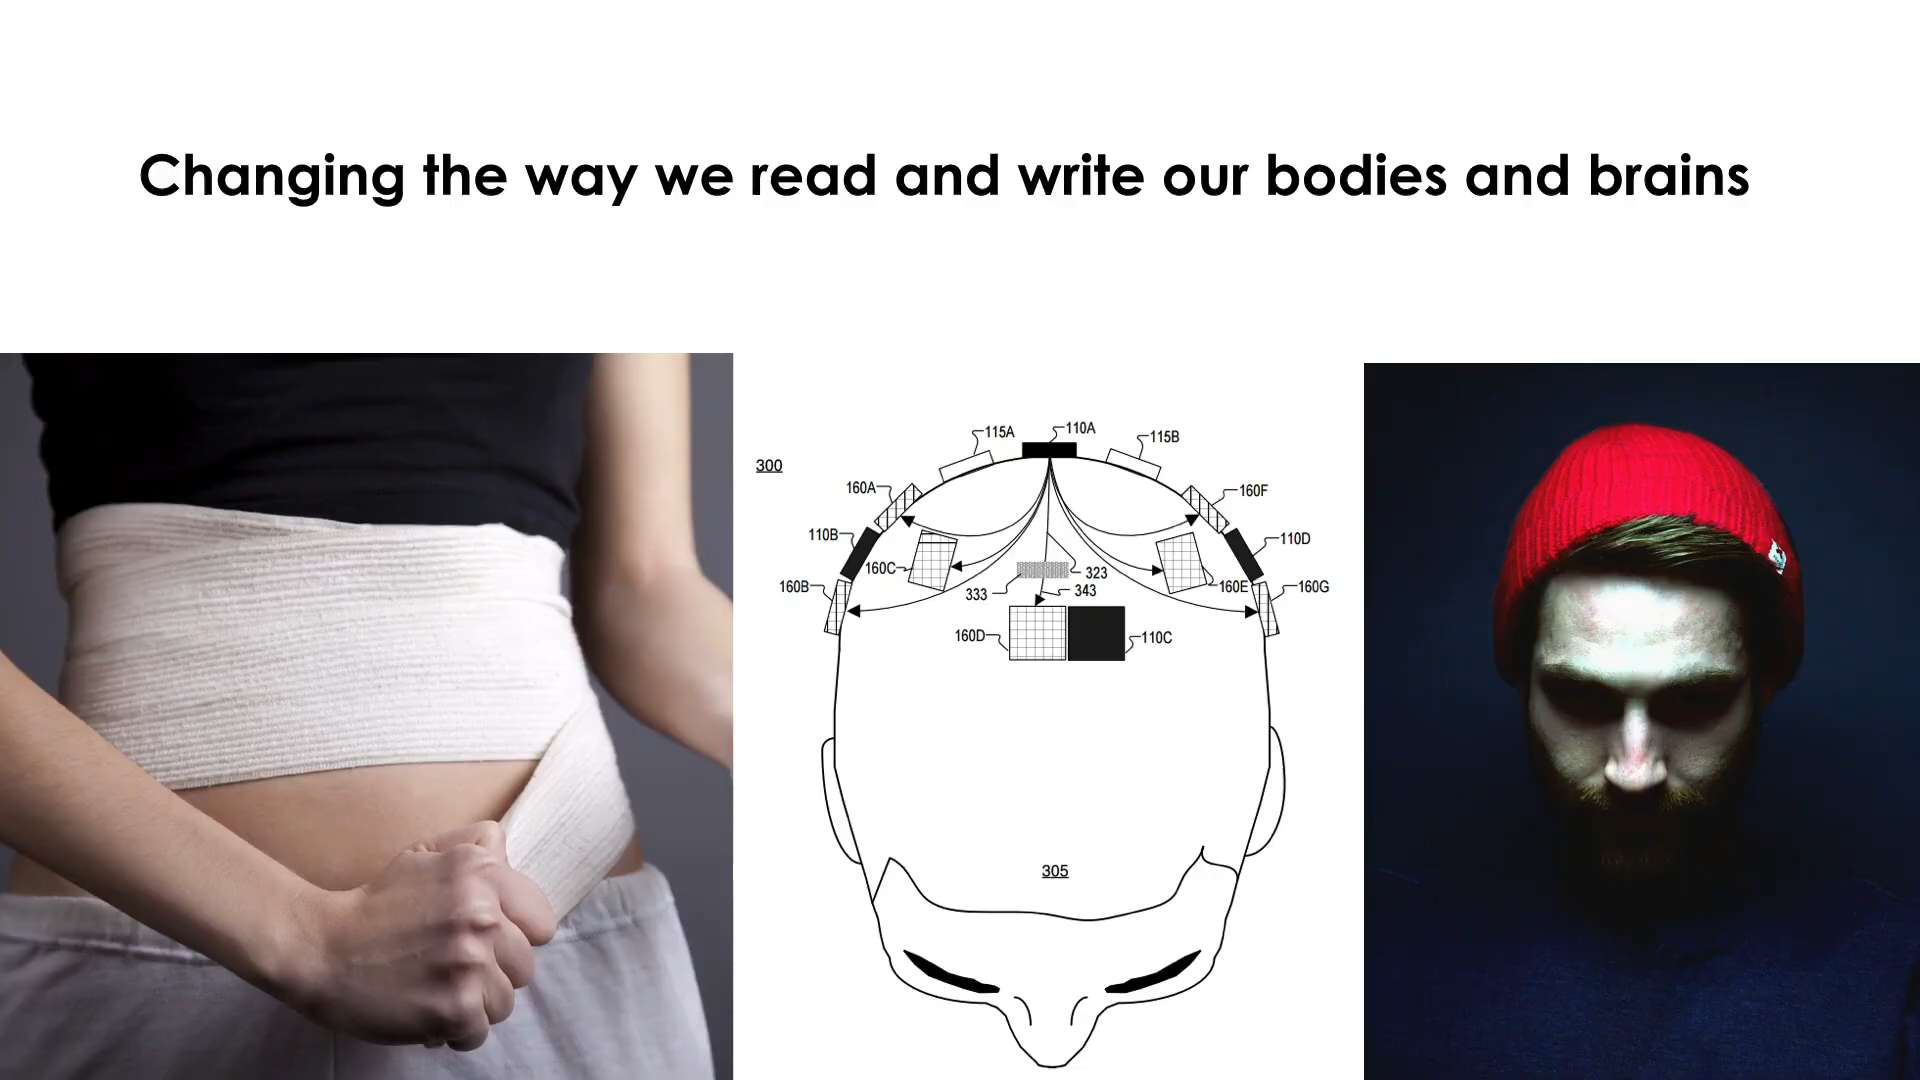 Changing the way we read and write our bodies and brains
300
115A
110A
115B
160A
160F
110B
110D
160C
323
160B
333
343
160E
160G
160D
110C
305